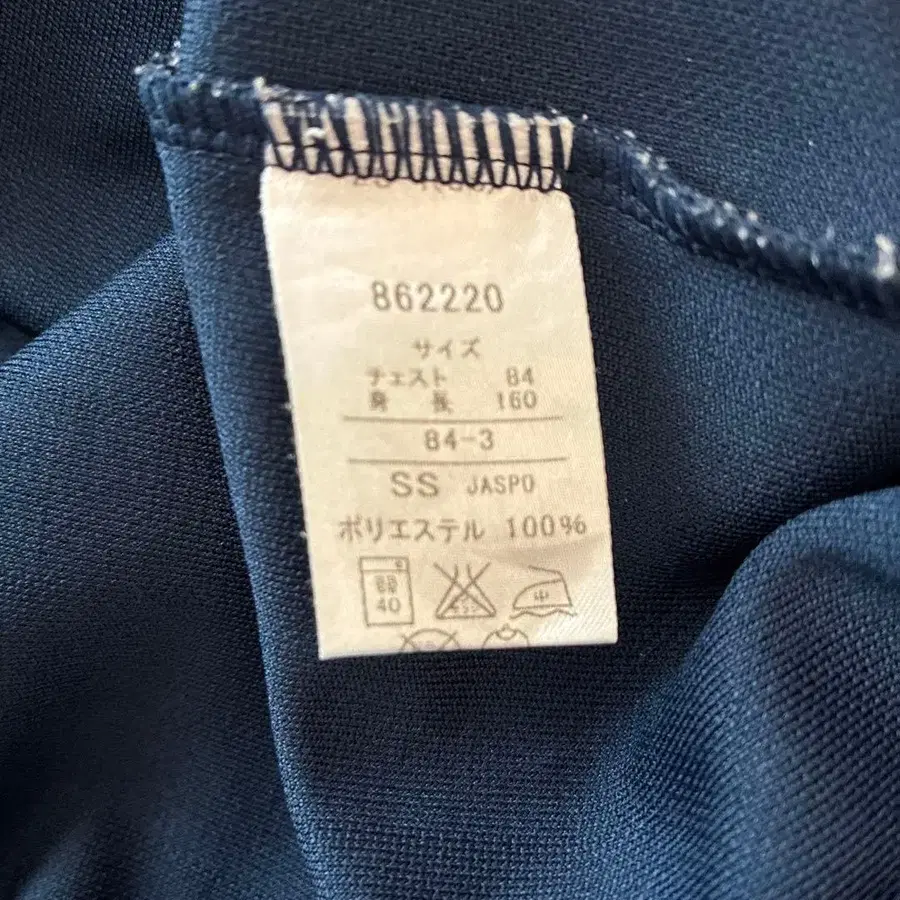 862220
サイズ
チェスト 84
身長 160
84-3
SS JASPO
ポリエステル 100%
40
中